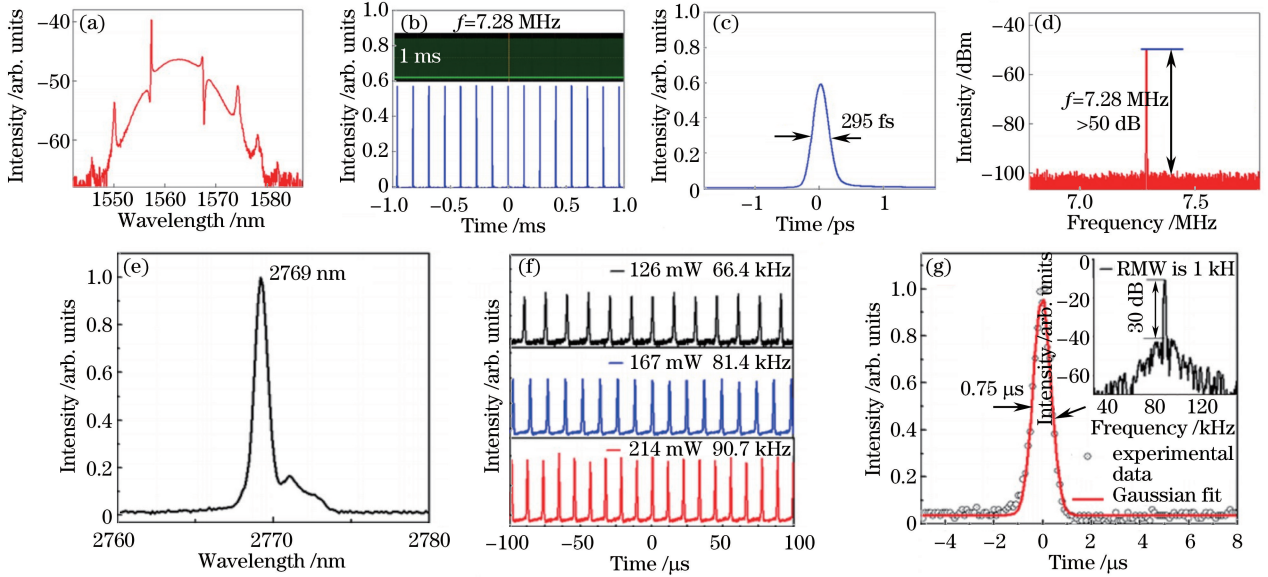 (a)
Intensity /arb. units
−40
−50
−60
1550
1560
1570
1580
Wavelength /nm
(b)
f=7.28 MHz
1 ms
Intensity /arb. units
1.0
0.8
0.6
0.4
0.2
0
−1.0
−0.5
0
0.5
1.0
Time /ms
(c)
295 fs
Intensity /arb. units
1.0
0.8
0.6
0.4
0.2
0
−1
0
1
Time /ps
(d)
f=7.28 MHz
>50 dB
Intensity /dBm
−40
−60
−80
−100
7.0
7.5
Frequency /MHz
(e)
2769 nm
Intensity /arb. units
1.0
0.8
0.6
0.4
0.2
0
2760
2770
2780
Wavelength /nm
(f)
126 mW 66.4 kHz
167 mW 81.4 kHz
214 mW 90.7 kHz
Intensity /arb. units
−100
−50
0
50
100
Time /μs
(g)
0.75 μs
Intensity /arb. units
1.0
0.8
0.6
0.4
0.2
0
−4
−2
0
2
4
6
8
Time /μs
RMW is 1 kH
30 dB
Intensity /arb. units
0
−20
−40
−60
40
80
120
Frequency /kHz
experimental
data
Gaussian fit